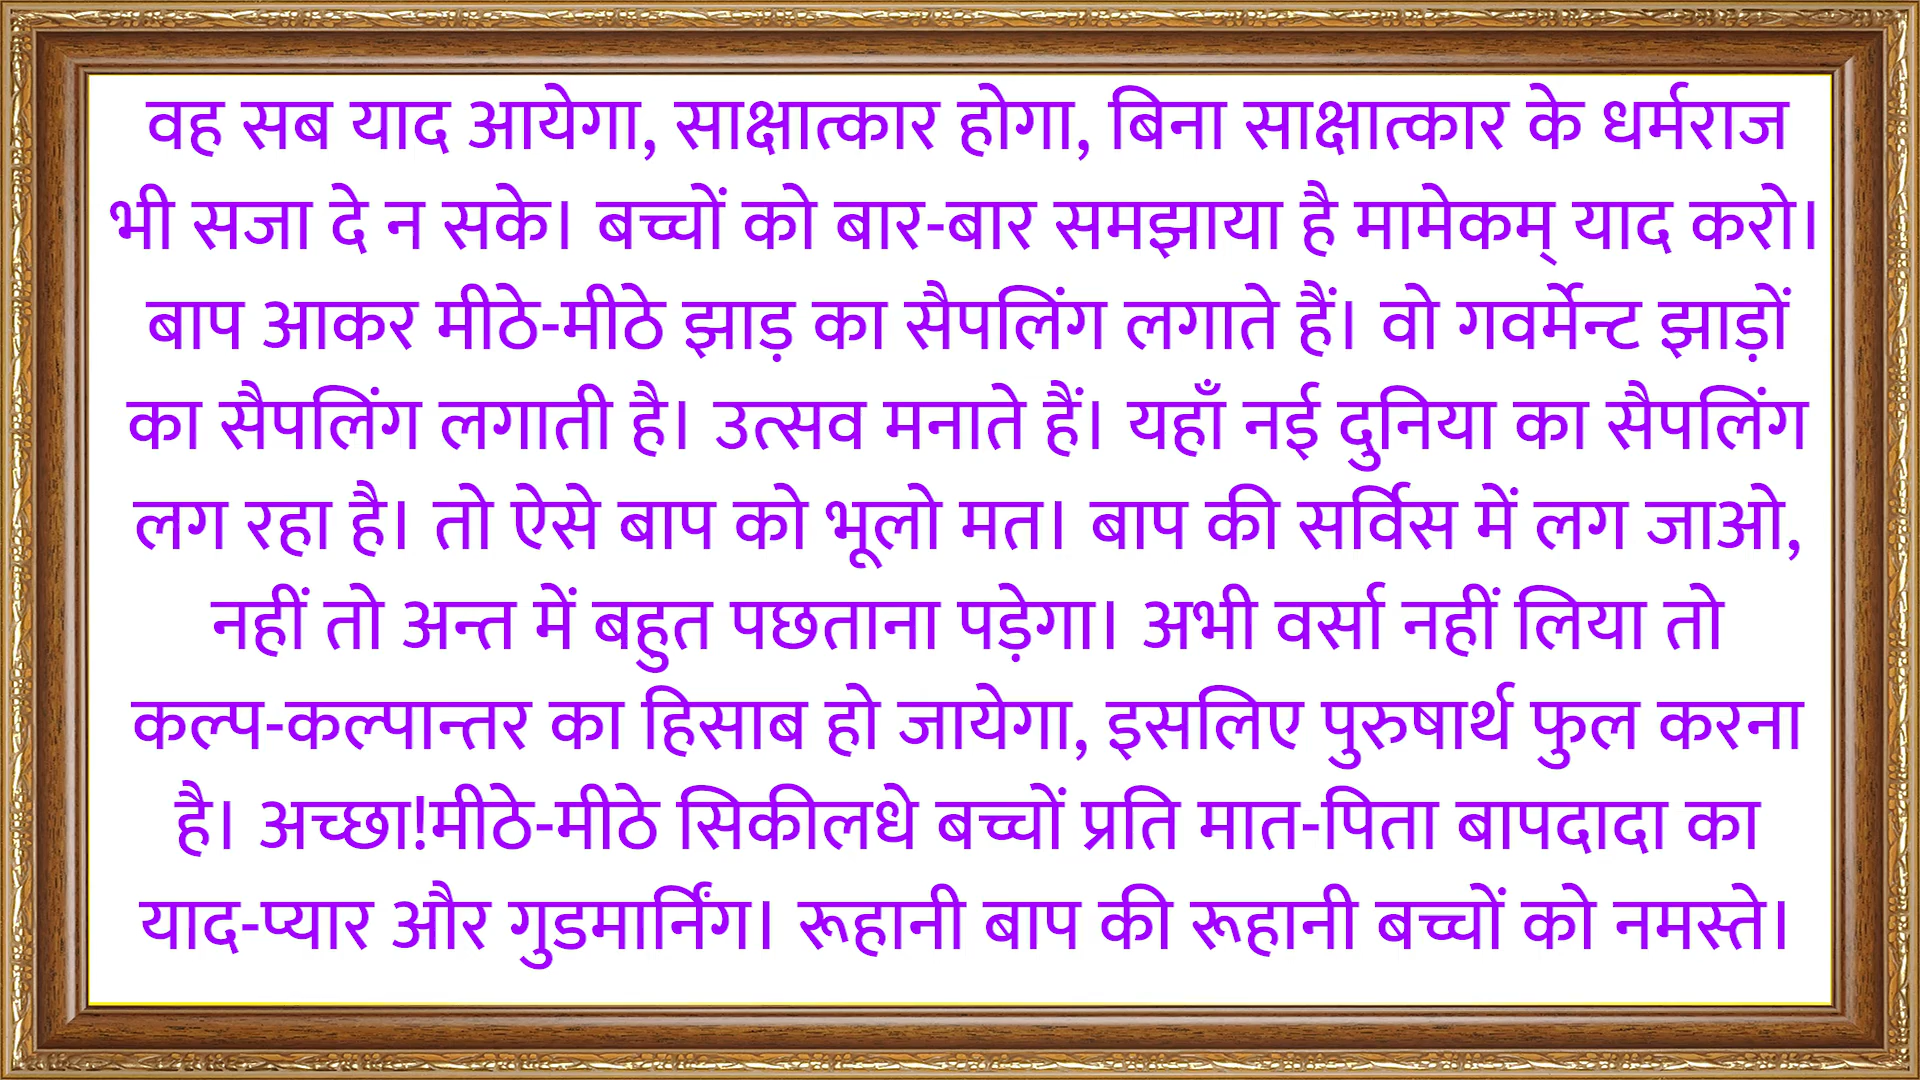 वह सब याद आयेगा, साक्षात्कार होगा, बिना साक्षात्कार के धर्मराज
भी सजा दे न सके। बच्चों को बार-बार समझाया है मामेकम् याद करो।
बाप आकर मीठे-मीठे झाड़ का सैपलिंग लगाते हैं। वो गवर्मेन्ट झाड़ों
का सैपलिंग लगाती है। उत्सव मनाते हैं। यहाँ नई दुनिया का सैपलिंग
लग रहा है। तो ऐसे बाप को भूलो मत। बाप की सर्विस में लग जाओ,
नहीं तो अन्त में बहुत पछताना पड़ेगा। अभी वर्सा नहीं लिया तो
कल्प-कल्पान्तर का हिसाब हो जायेगा, इसलिए पुरुषार्थ फुल करना
है। अच्छा!मीठे-मीठे सिकीलधे बच्चों प्रति मात-पिता बापदादा का
याद-प्यार और गुडमार्निंग। रूहानी बाप की रूहानी बच्चों को नमस्ते।